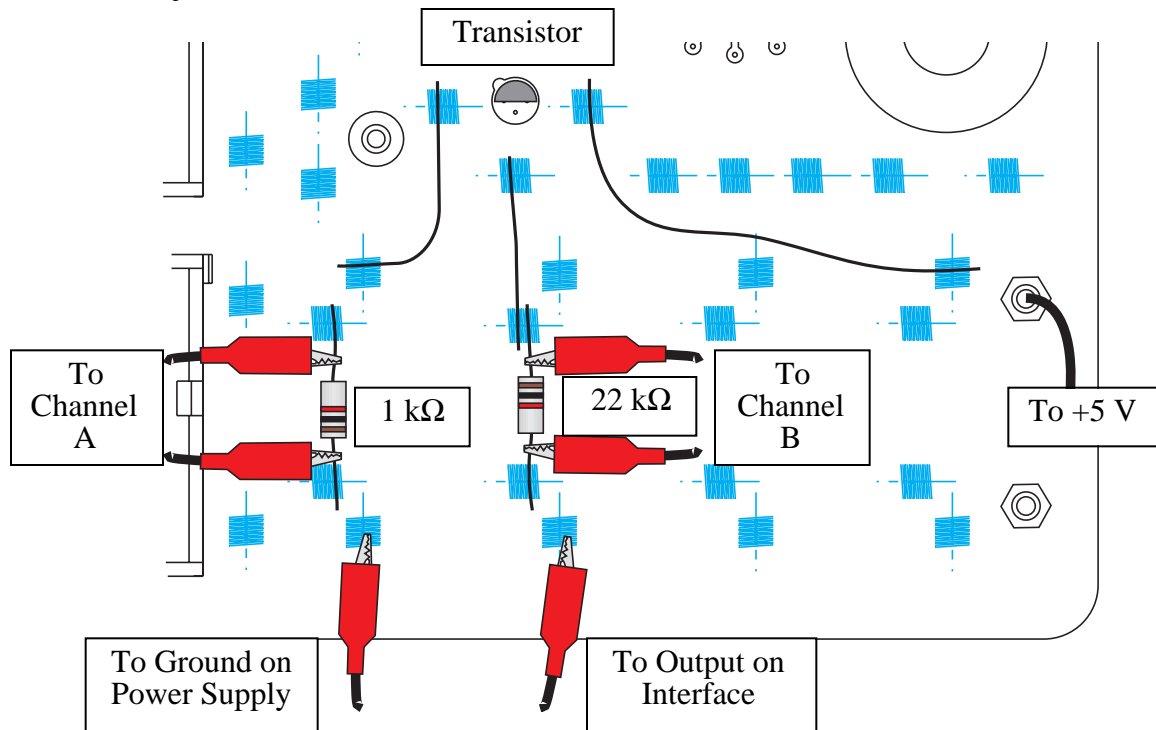 Transistor
To
Channel
A
1 kΩ
22 kΩ
To
Channel
B
To +5 V
To Ground on
Power Supply
To Output on
Interface